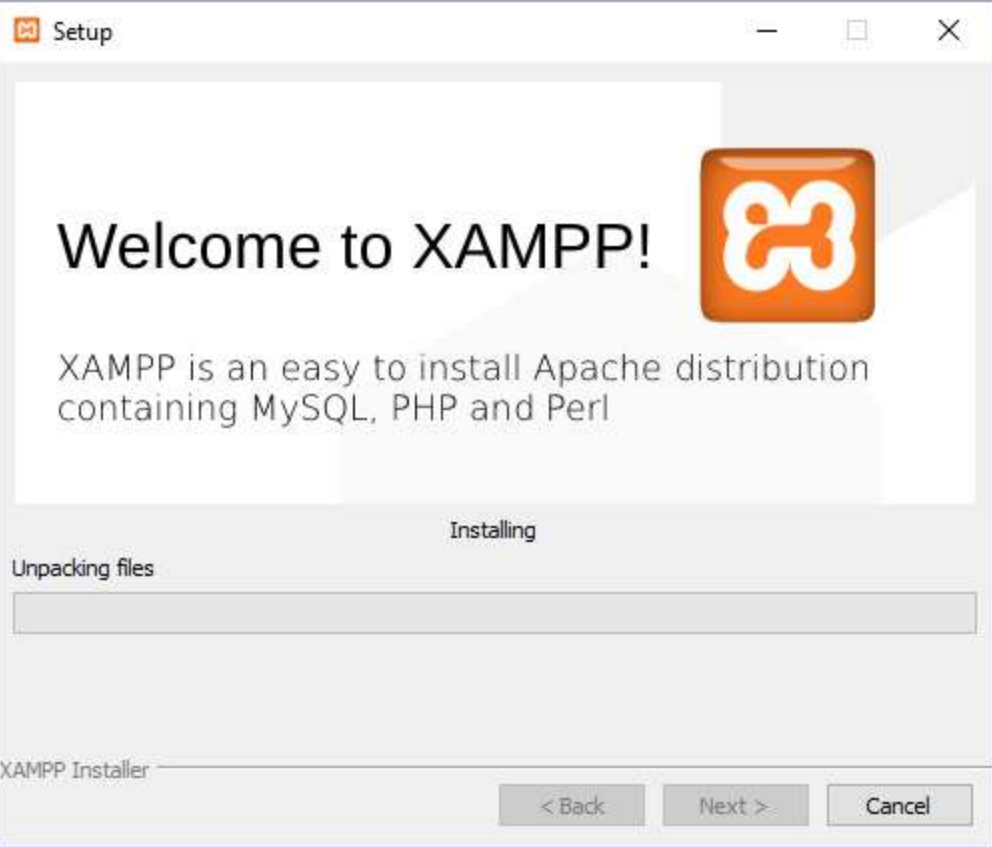 Setup
Welcome to XAMPP!
XAMPP is an easy to install Apache distribution
containing MySQL, PHP and Perl
Installing
Unpacking files
XAMPP Installer
< Back
Next >
Cancel